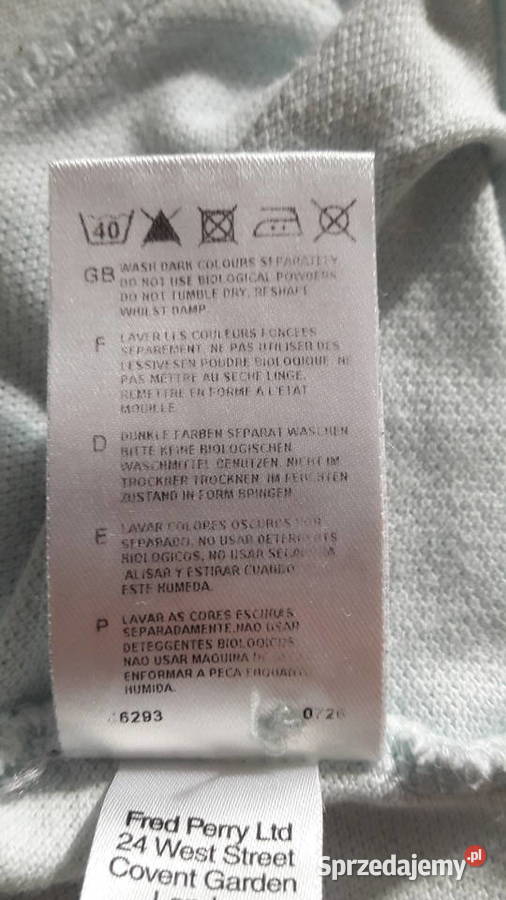 40
GB WASH DARK COLOURS SEPARATELY
DO NOT USE BIOLOGICAL POWDERS
DO NOT TUMBLE DRY. RESHAPE
WHILST DAMP
F LAVER LES COULEURS FONCEES
SEPAREMENT. NE PAS UTILISER DES
LESSIVESEN POUDRE BIOLOGIQUE. NE
PAS METTRE AU SECHE LINGE.
REMETTRE EN FORME A L'ETAT
MOUILLE
D DUNKLE FARBEN SEPARAT WASCHEN
BITTE KEINE BIOLOGISCHEN
WASCHMITTEL BENUTZEN. NICHT IM
TROCKRER TROCKNEN. IM FEUCHTEN
ZUSTAND IN FORM BRINGEN
E LAVAR COLORES OSCUROS POR
SEPARADO. NO USAR DETERGENTS
BIOLOGICOS. NO USAR
ALISAR Y ESTIRAR CUANDO
ESTE HUMEDA.
P LAVAR AS CORES ESCURAS
SEPARADAMENTE.NAO USAR
DETEGGENTES BIOLOGICOS
NAO USAR MAQUINA
ENFORMAR A PECA ENQUANTO
HUMIDA.
6293 0726
Fred Perry Ltd
24 West Street
Covent Garden
Sprzedajemy.pl